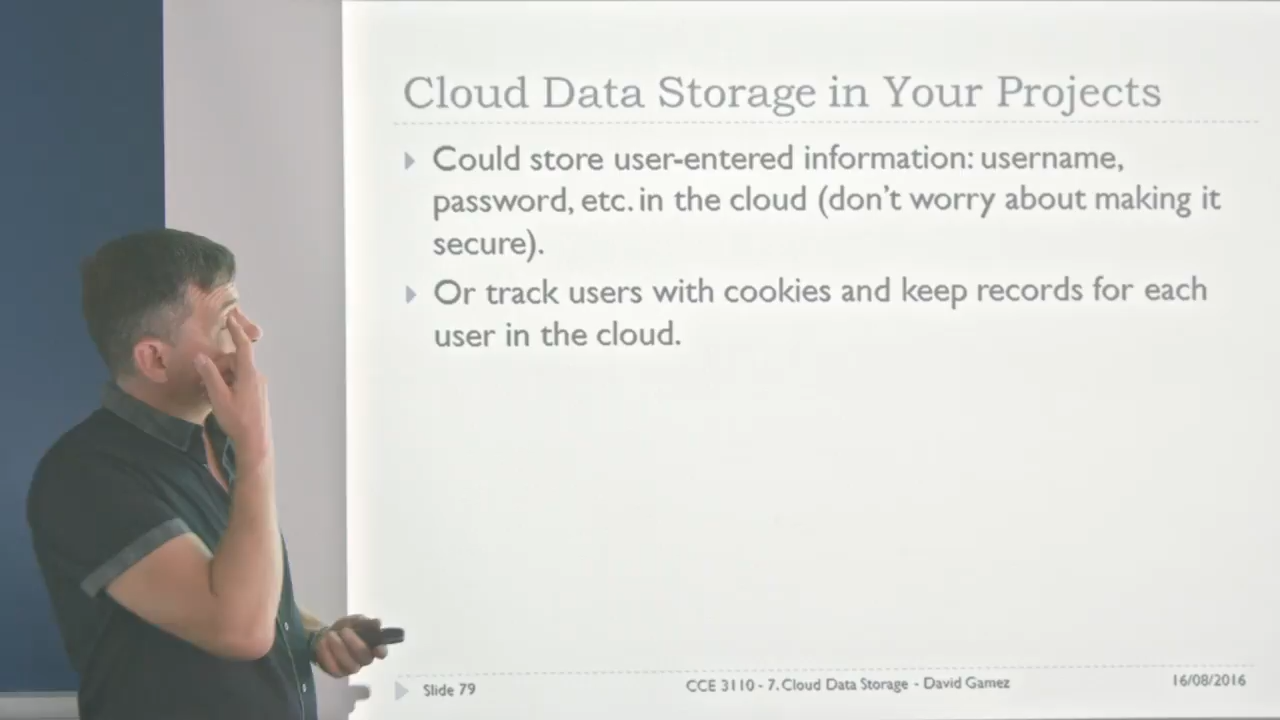 Cloud Data Storage in Your Projects
Could store user-entered information: username,
password, etc. in the cloud (don't worry about making it
secure).
Or track users with cookies and keep records for each
user in the cloud.
Slide 79
CCE 3110 - 7. Cloud Data Storage - David Gamez
16/08/2016